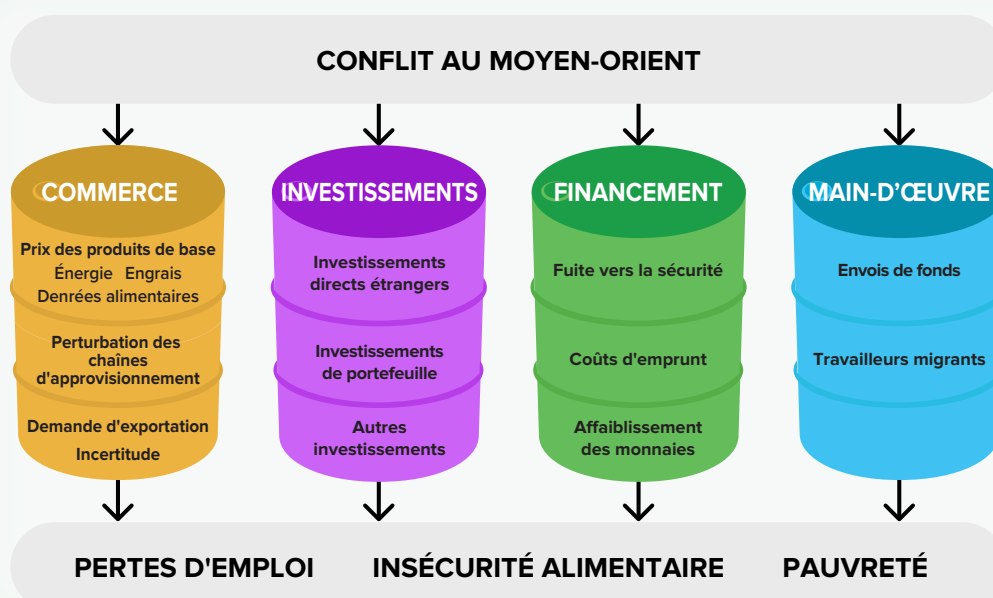 CONFLIT AU MOYEN-ORIENT
COMMERCE
Prix des produits de base
Énergie Engrais
Denrées alimentaires
Perturbation des
chaînes
d'approvisionnement
Demande d'exportation
Incertitude
INVESTISSEMENTS
Investissements
directs étrangers
Investissements
de portefeuille
Autres
investissements
FINANCEMENT
Fuite vers la sécurité
Coûts d'emprunt
Affaiblissement
des monnaies
MAIN-D'ŒUVRE
Envois de fonds
Travailleurs migrants
PERTES D'EMPLOI INSÉCURITÉ ALIMENTAIRE PAUVRETÉ